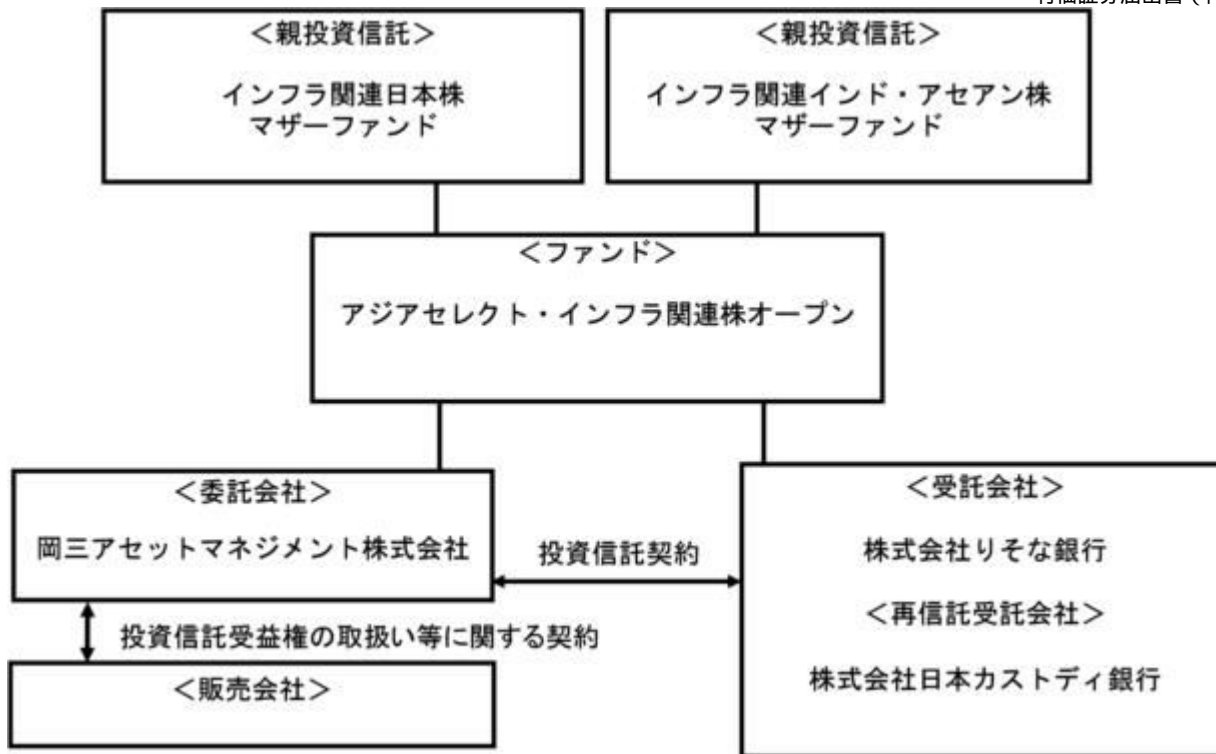 ＜親投資信託＞
インフラ関連日本株
マザーファンド
＜親投資信託＞
インフラ関連インド・アセアン株
マザーファンド
＜ファンド＞
アジアセレクト・インフラ関連株オープン
＜委託会社＞
岡三アセットマネジメント株式会社
投資信託契約
＜受託会社＞
株式会社りそな銀行
＜再信託受託会社＞
株式会社日本カストディ銀行
投資信託受益権の取扱い等に関する契約
＜販売会社＞